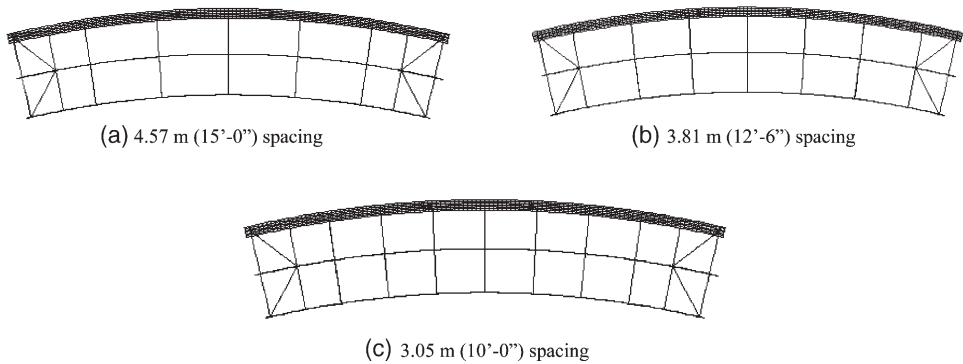 (a) 4.57 m (15’-0”) spacing
(b) 3.81 m (12’-6”) spacing
(c) 3.05 m (10’-0”) spacing